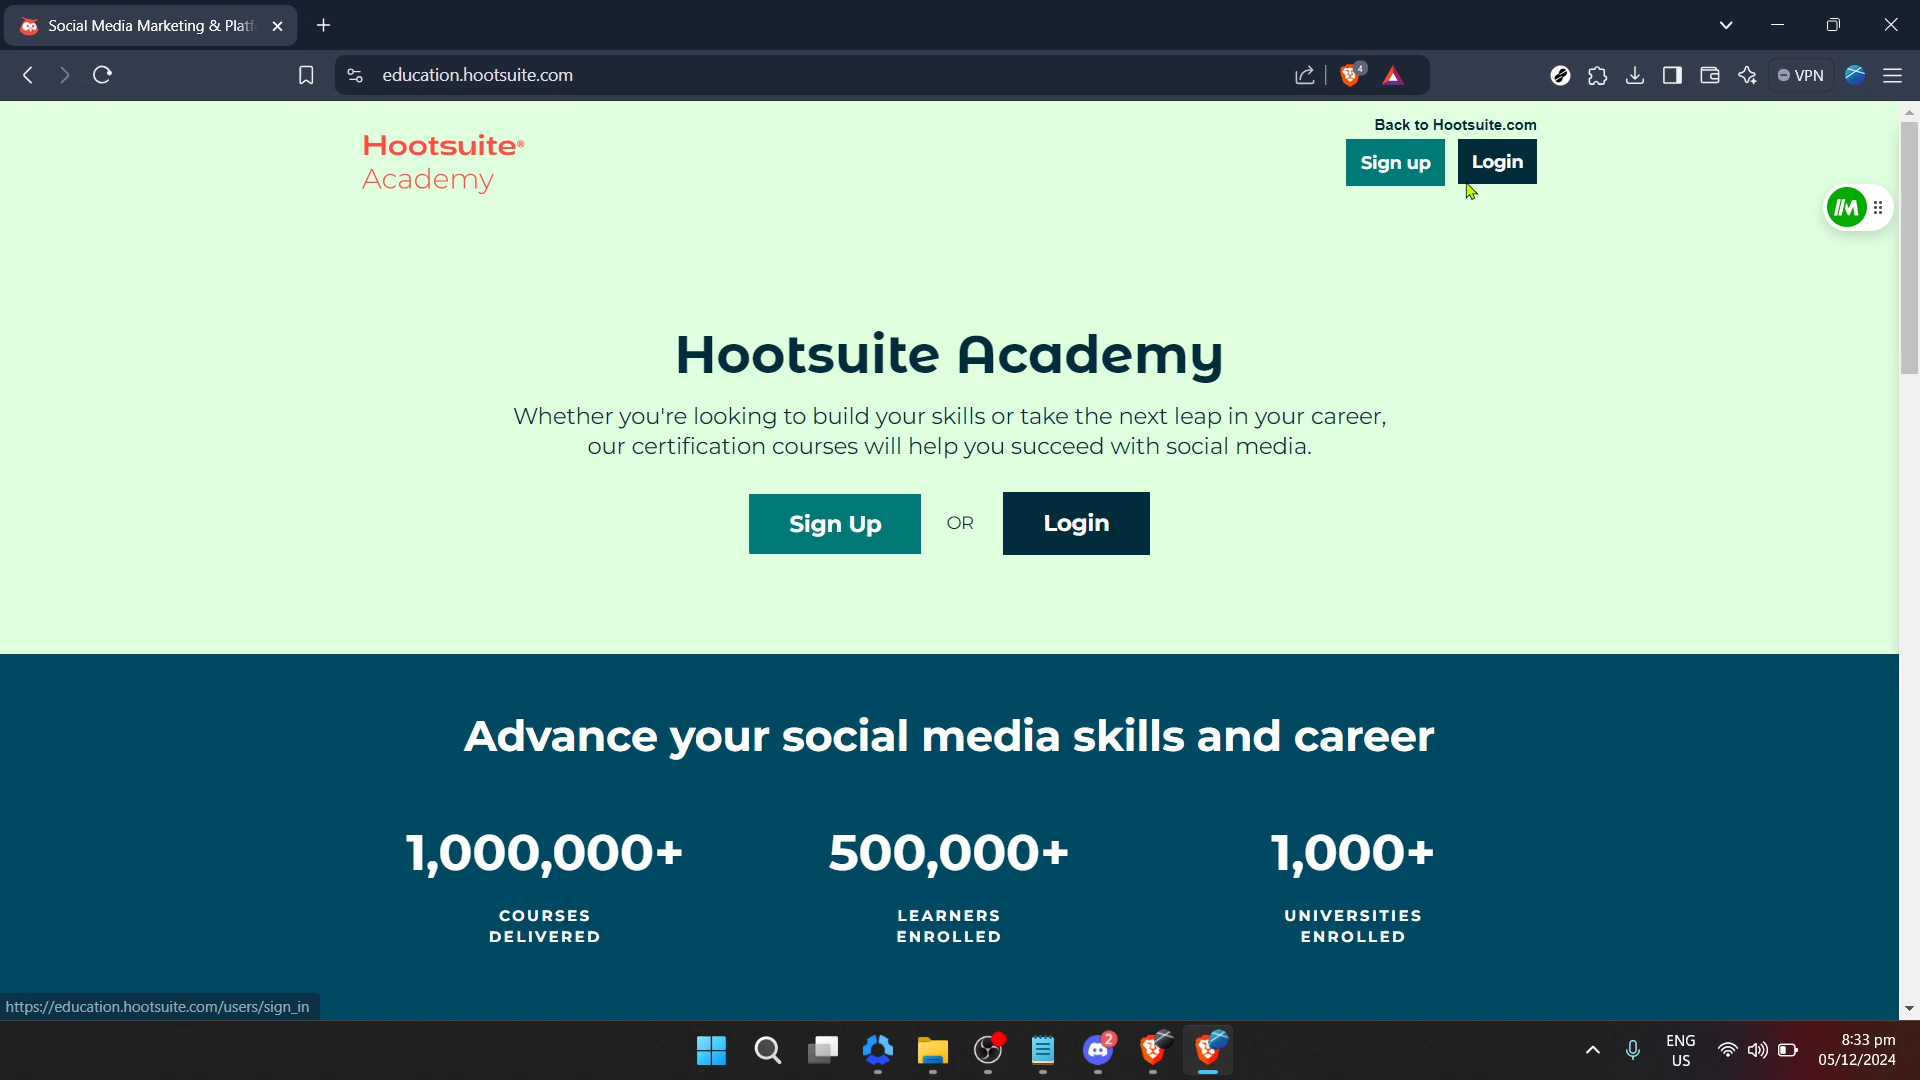 Social Media Marketing & Platf
education.hootsuite.com
4
VPN
Back to Hootsuite.com
Hootsuite®
Academy
Sign up
Login
Hootsuite Academy
Whether you're looking to build your skills or take the next leap in your career,
our certification courses will help you succeed with social media.
Sign Up
OR
Login
Advance your social media skills and career
1,000,000+
500,000+
1,000+
COURSES
DELIVERED
LEARNERS
ENROLLED
UNIVERSITIES
ENROLLED
https://education.hootsuite.com/users/sign_in
2
ENG
US
8:33 pm
05/12/2024